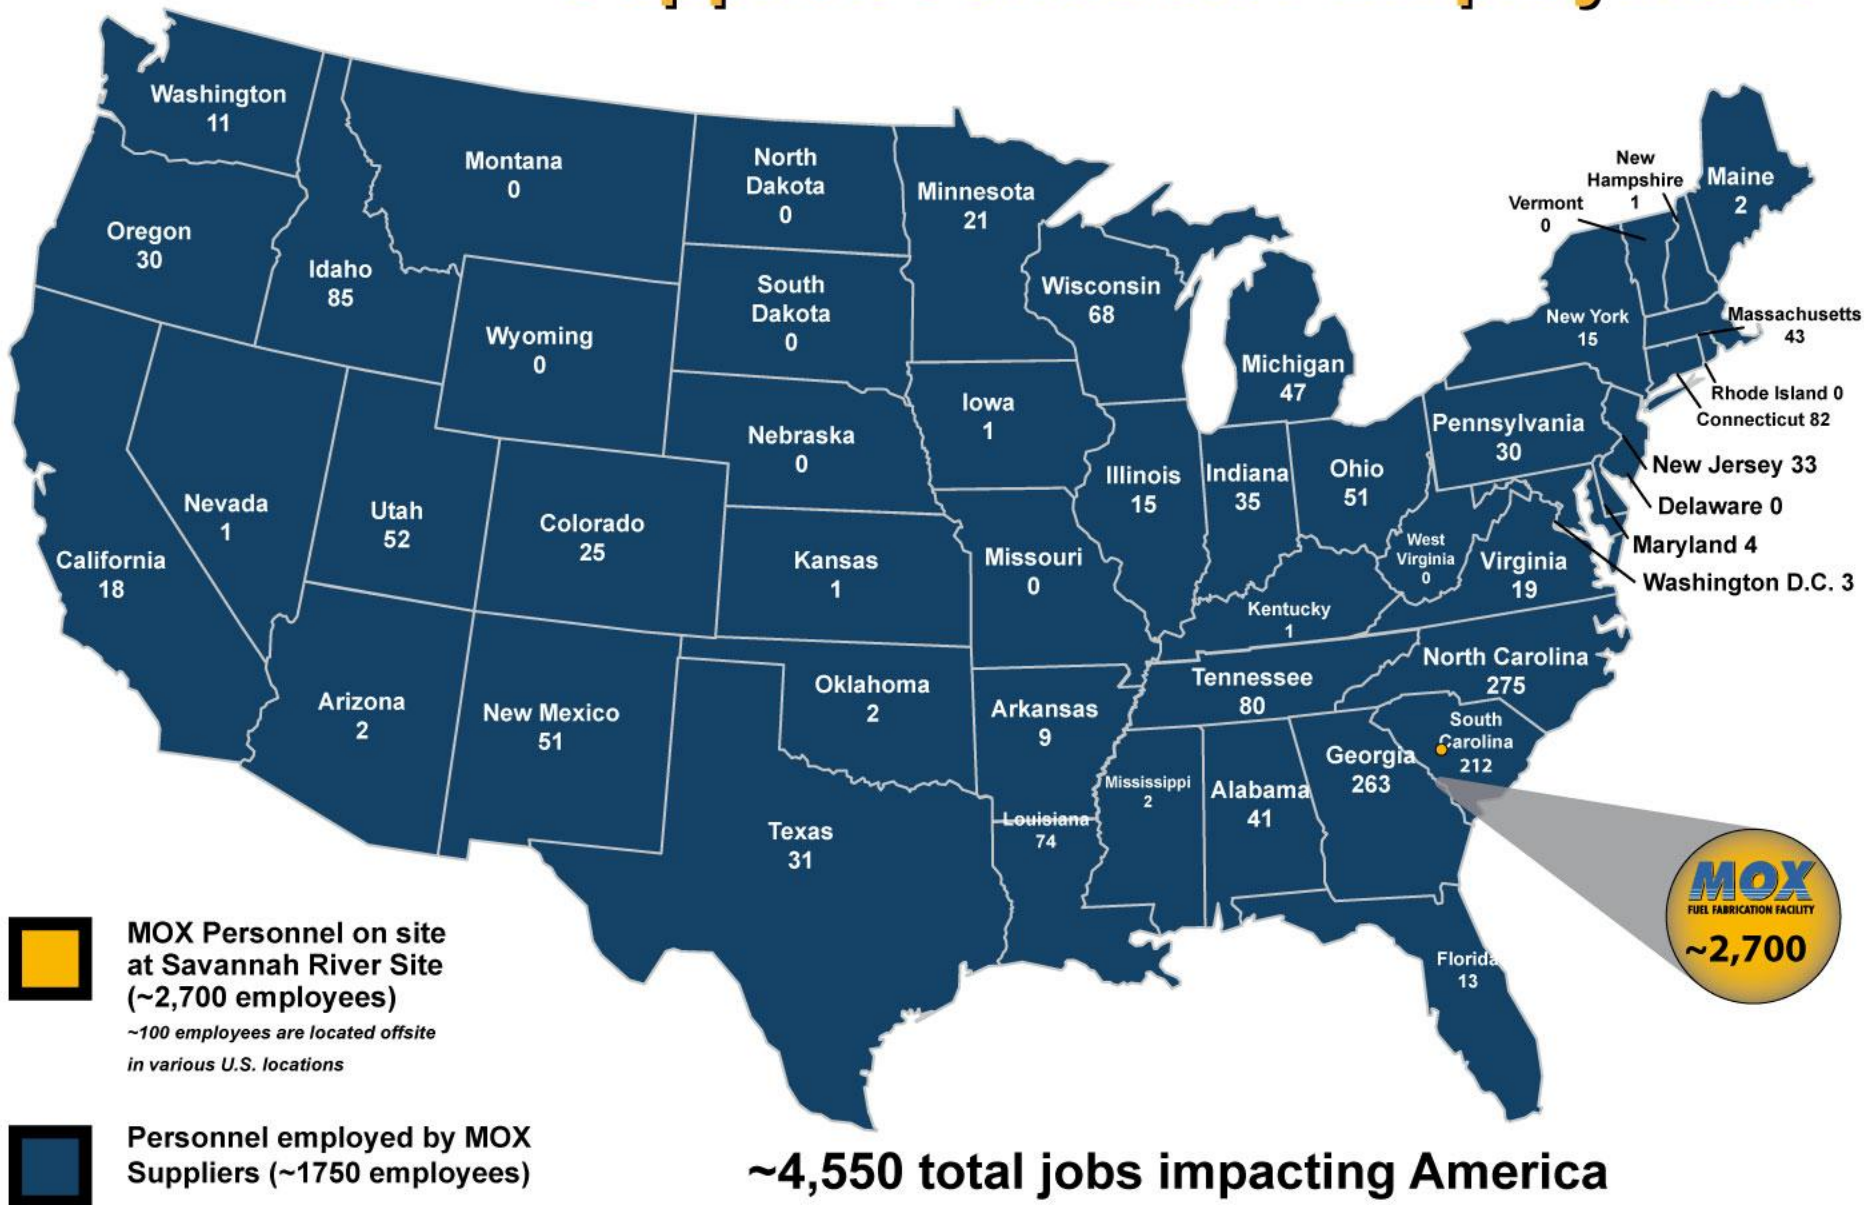 Washington
11
Montana
0
North
Dakota
0
Minnesota
21
New
Hampshire
1
Maine
2
Vermont
0
Oregon
30
Idaho
85
South
Dakota
0
Wisconsin
68
Wyoming
0
Michigan
47
New York
15
Massachusetts
43
Rhode Island 0
Connecticut 82
Iowa
1
Nebraska
0
Pennsylvania
30
New Jersey 33
Delaware 0
Maryland 4
Washington D.C. 3
Nevada
1
Utah
52
Colorado
25
Illinois
15
Indiana
35
Ohio
51
California
18
Kansas
1
Missouri
0
West
Virginia
0
Virginia
19
Kentucky
1
North Carolina
275
Tennessee
80
Arizona
2
New Mexico
51
Oklahoma
2
Arkansas
9
South
Carolina
212
Georgia
263
Mississippi
2
Alabama
41
Louisiana
74
Texas
31
Florida
13
MOX
FUEL FABRICATION FACILITY
~2,700
MOX Personnel on site
at Savannah River Site
(~2,700 employees)
~100 employees are located offsite
in various U.S. locations
Personnel employed by MOX
Suppliers (~1750 employees)
~4,550 total jobs impacting America